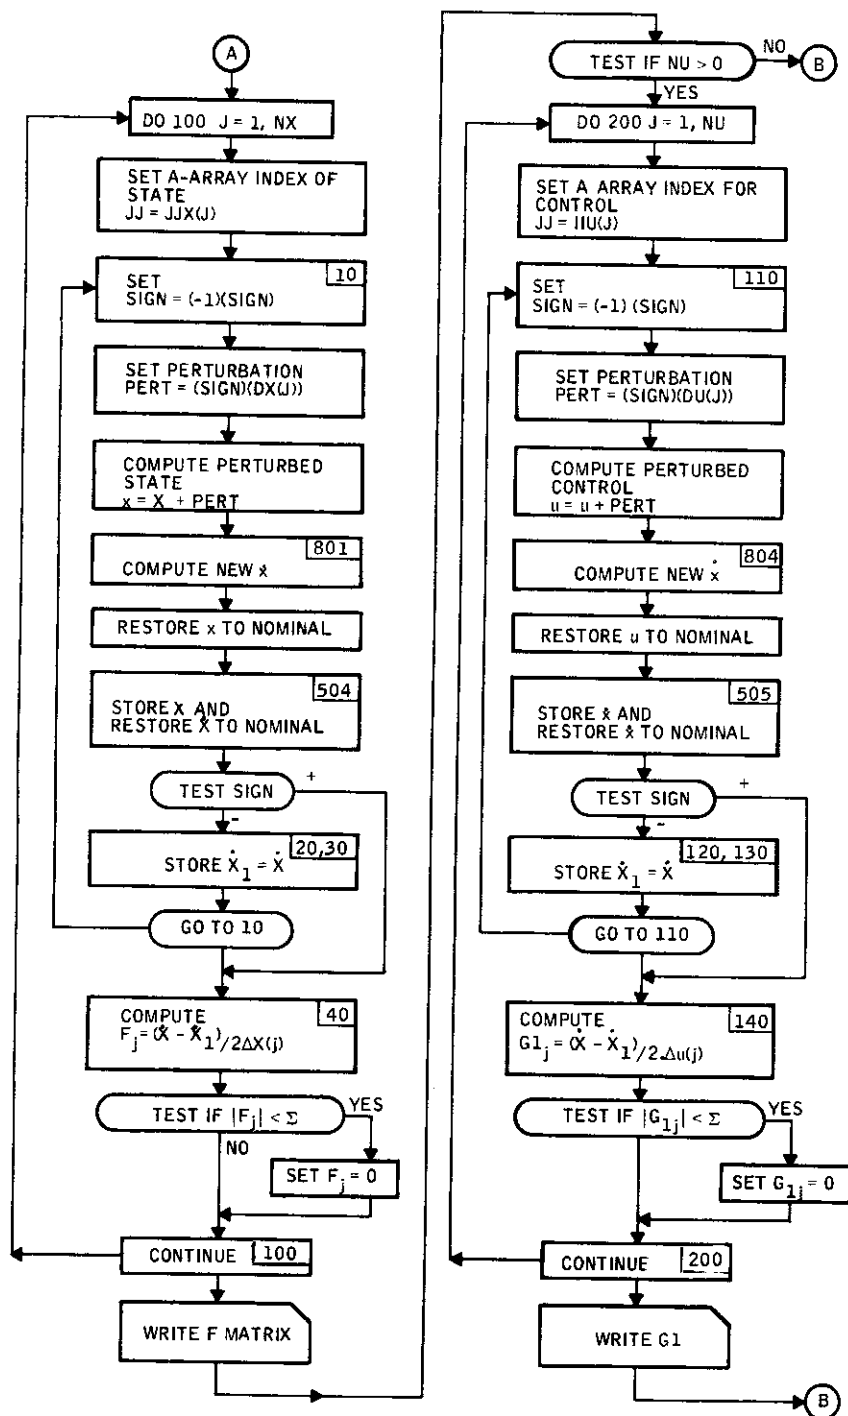 A
DO 100 J = 1, NX
SET A-ARRAY INDEX OF
STATE
JJ = JJX(J)
10
SET
SIGN = (-1)(SIGN)
SET PERTURBATION
PERT = (SIGN)(DX(J))
COMPUTE PERTURBED
STATE
x = X + PERT
801
COMPUTE NEW ẋ
RESTORE x TO NOMINAL
504
STORE X AND
RESTORE Ẋ TO NOMINAL
TEST SIGN
+
-
20,30
STORE Ẋ1 = Ẋ
GO TO 10
40
COMPUTE
Fj = (Ẋ - Ẋ1)/2ΔX(j)
TEST IF |Fj| < Σ
YES
NO
SET Fj = 0
CONTINUE 100
WRITE F MATRIX
TEST IF NU > 0
NO
B
YES
DO 200 J = 1, NU
SET A ARRAY INDEX FOR
CONTROL
JJ = IIU(J)
110
SET
SIGN = (-1) (SIGN)
SET PERTURBATION
PERT = (SIGN)(DU(J))
COMPUTE PERTURBED
CONTROL
u = u + PERT
804
COMPUTE NEW ẋ
RESTORE u TO NOMINAL
505
STORE ẋ AND
RESTORE ẋ TO NOMINAL
TEST SIGN
+
-
120, 130
STORE Ẋ1 = Ẋ
GO TO 110
140
COMPUTE
G1j = (Ẋ - Ẋ1)/2.Δu(j)
TEST IF |G1j| < Σ
YES
SET G1j = 0
CONTINUE 200
WRITE G1
B